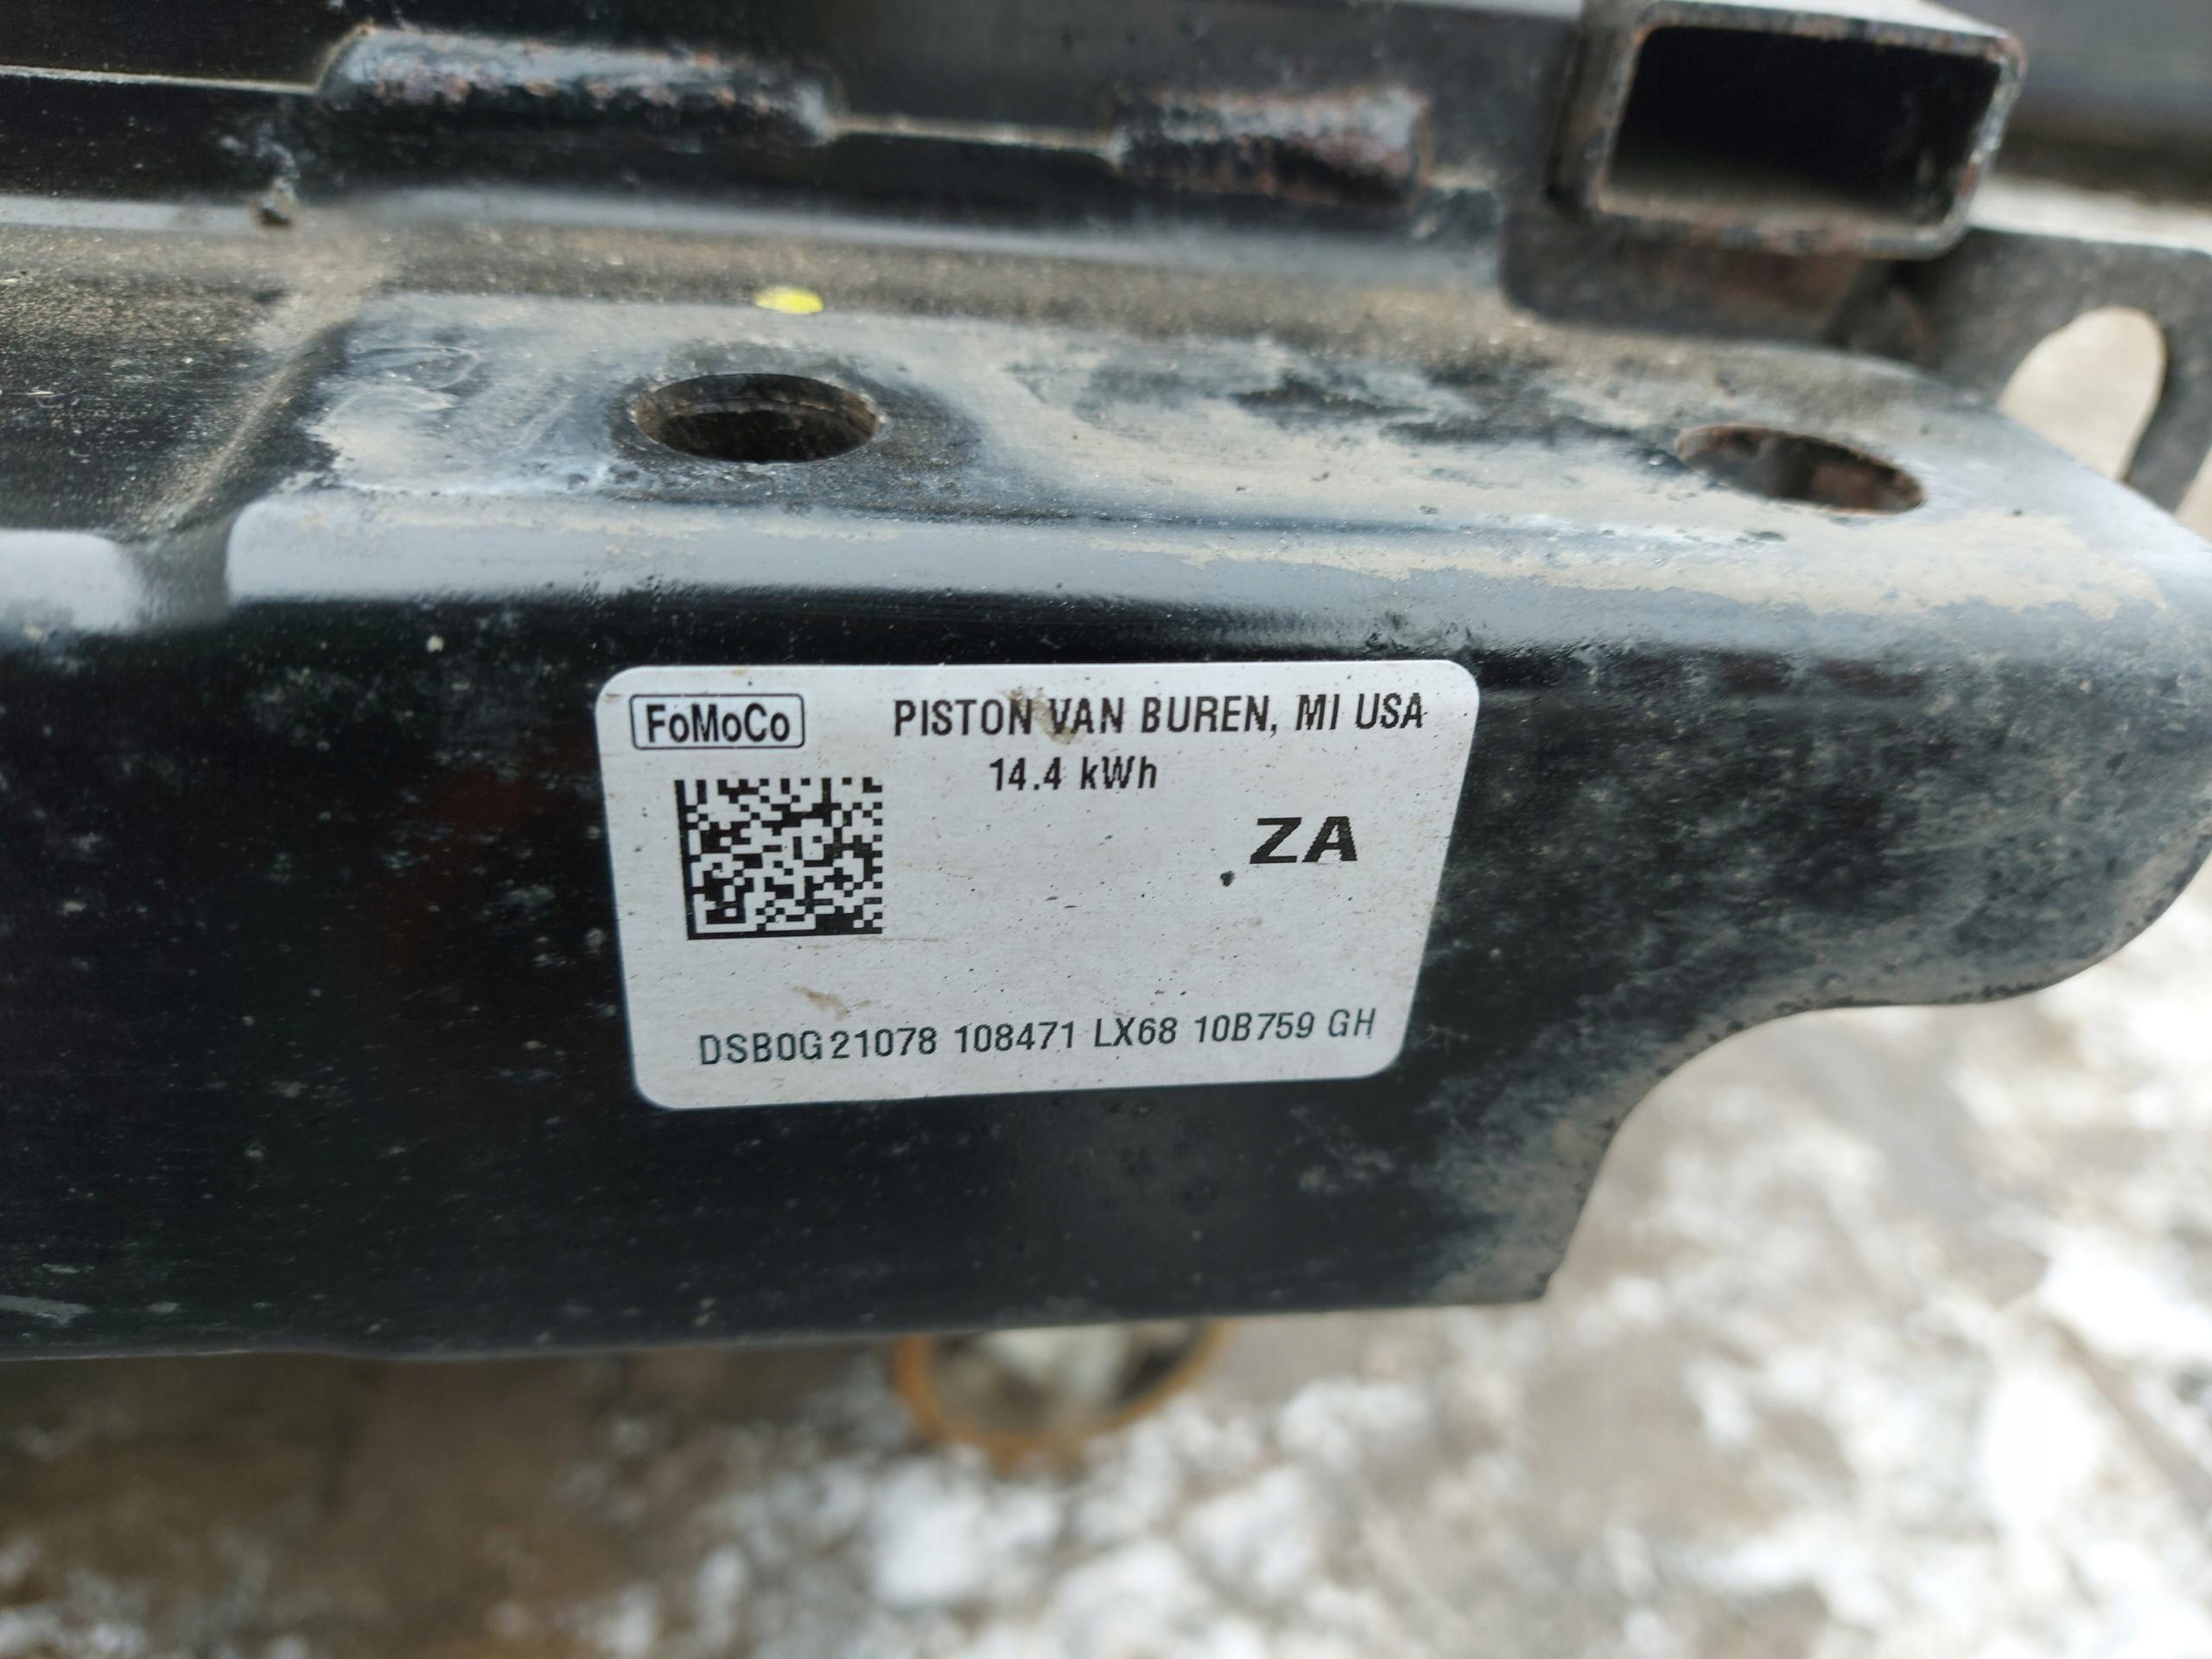 FoMoCo PISTON VAN BUREN, MI USA
14.4 kWh
ZA
DSB0G21078 108471 LX68 10B759 GH